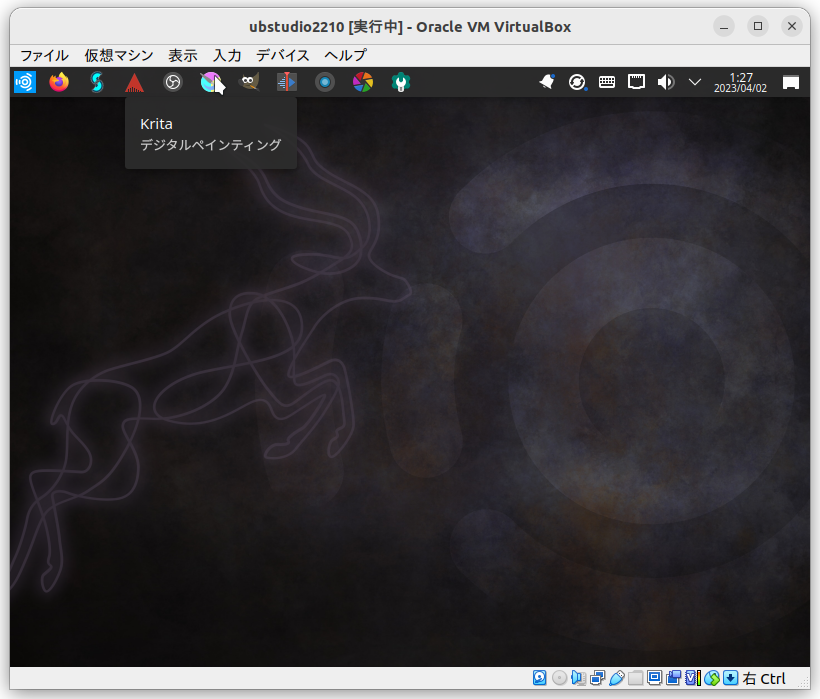 ubstudio2210 [実行中] - Oracle VM VirtualBox
ファイル 仮想マシン 表示 入力 デバイス ヘルプ
1:27
2023/04/02
Krita
デジタルペインティング
右 Ctrl